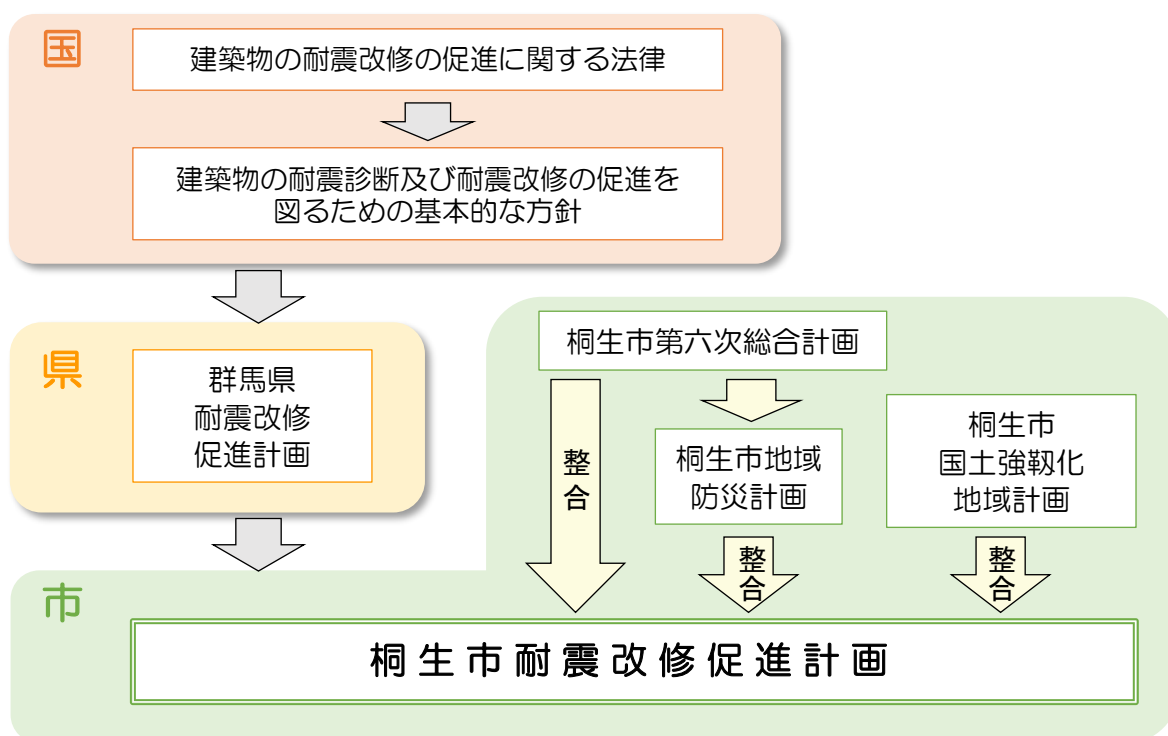 国
建築物の耐震改修の促進に関する法律
建築物の耐震診断及び耐震改修の促進を
図るための基本的な方針
県
群馬県
耐震改修
促進計画
桐生市第六次総合計画
整合
桐生市地域
防災計画
整合
桐生市
国土強靱化
地域計画
整合
市
桐生市耐震改修促進計画